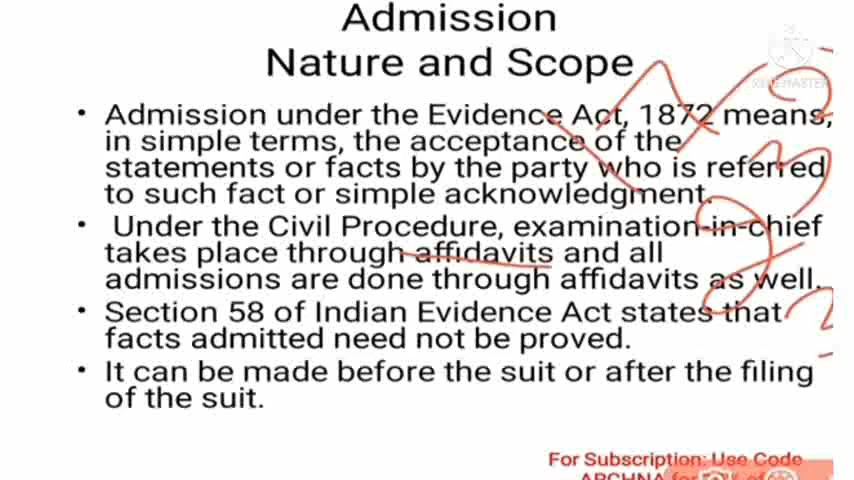 Admission
Nature and Scope
• Admission under the Evidence Act, 1872 means,
in simple terms, the acceptance of the
statements or facts by the party who is referred
to such fact or simple acknowledgment.
• Under the Civil Procedure, examination-in-chief
takes place through affidavits and all
admissions are done through affidavits as well.
• Section 58 of Indian Evidence Act states that
facts admitted need not be proved.
• It can be made before the suit or after the filing
of the suit.
For Subscription: Use Code
ARCHNA for